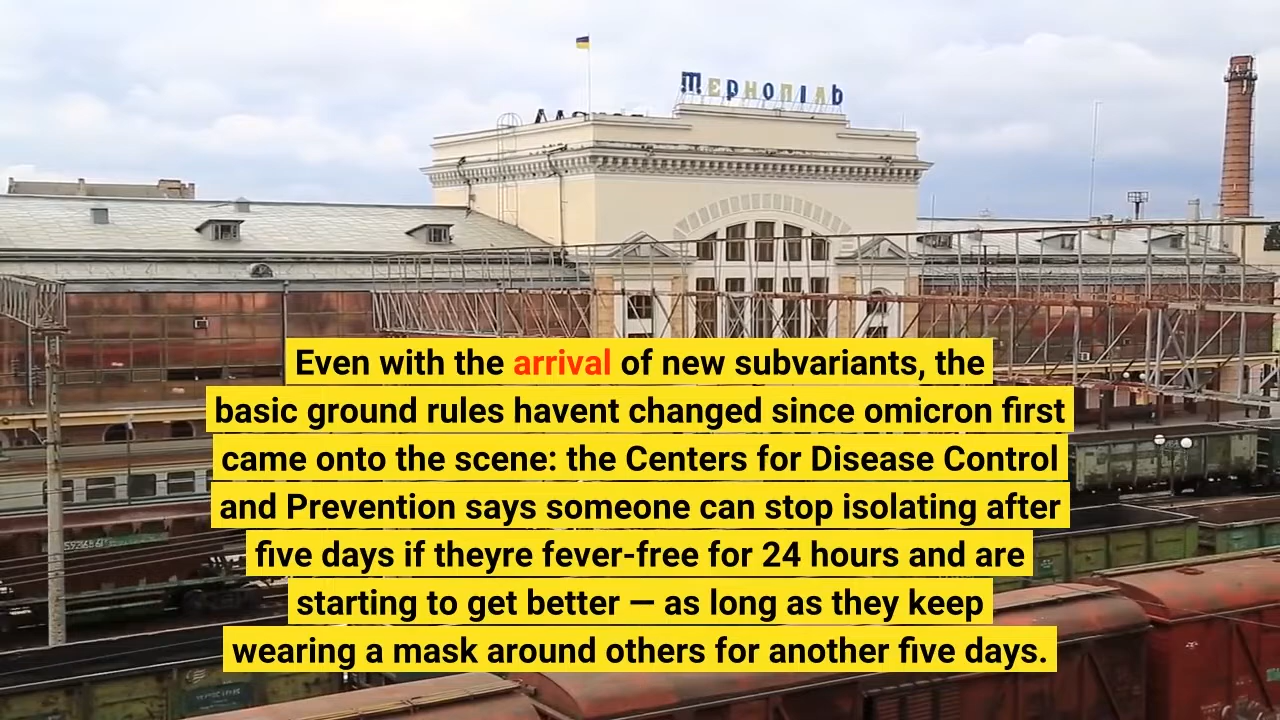 тернопіль
Even with the arrival of new subvariants, the
basic ground rules havent changed since omicron first
came onto the scene: the Centers for Disease Control
and Prevention says someone can stop isolating after
five days if theyre fever-free for 24 hours and are
starting to get better — as long as they keep
wearing a mask around others for another five days.